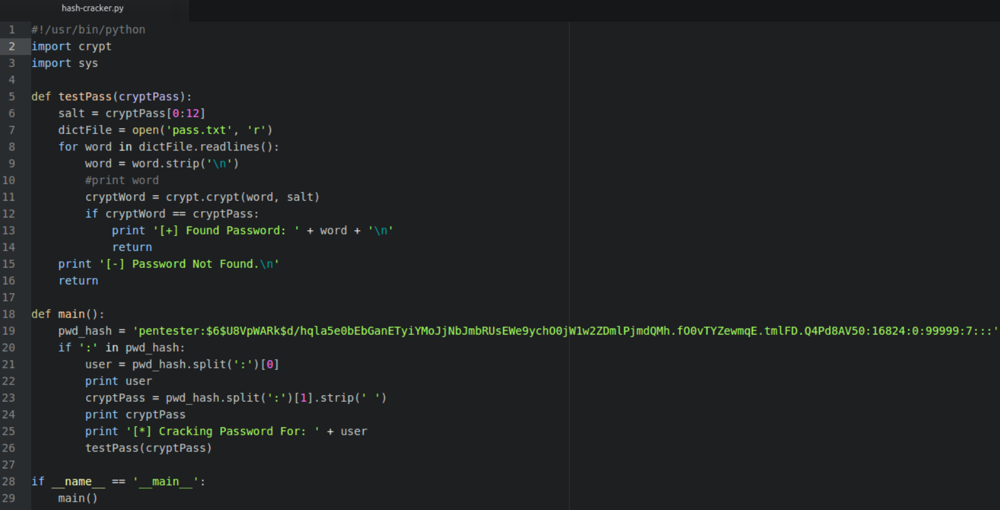 hash-cracker.py
1 #!/usr/bin/python
2 import crypt
3 import sys
4
5 def testPass(cryptPass):
6     salt = cryptPass[0:12]
7     dictFile = open('pass.txt', 'r')
8     for word in dictFile.readlines():
9         word = word.strip('\n')
10         #print word
11         cryptWord = crypt.crypt(word, salt)
12         if cryptWord == cryptPass:
13             print '[+] Found Password: ' + word + '\n'
14             return
15     print '[-] Password Not Found.\n'
16     return
17
18 def main():
19     pwd_hash = 'pentester:$6$U8VpWARk$d/hqla5e0bEbGanETyiYMoJjNbJmbRUsEWe9ychO0jW1w2ZDmlPjmdQMh.fO0vTYZewmqE.tmlFD.Q4Pd8AV50:16824:0:99999:7:::'
20     if ':' in pwd_hash:
21         user = pwd_hash.split(':')[0]
22         print user
23         cryptPass = pwd_hash.split(':')[1].strip(' ')
24         print cryptPass
25         print '[*] Cracking Password For: ' + user
26         testPass(cryptPass)
27
28 if __name__ == '__main__':
29     main()